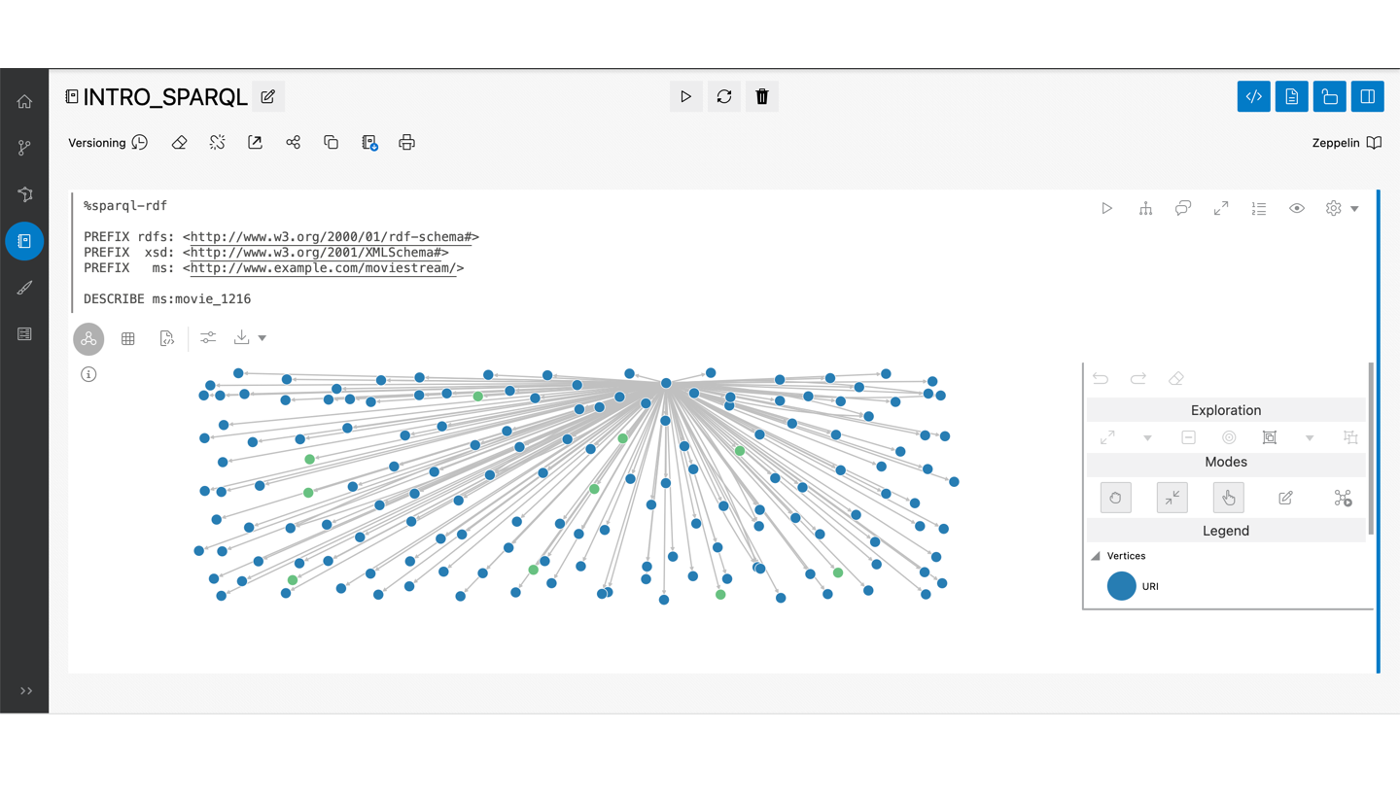 INTRO_SPARQL
Versioning
Zeppelin
%sparql-rdf
PREFIX rdfs: <http://www.w3.org/2000/01/rdf-schema#>
PREFIX  xsd: <http://www.w3.org/2001/XMLSchema#>
PREFIX   ms: <http://www.example.com/moviestream/>
DESCRIBE ms:movie_1216
Exploration
Modes
Legend
Vertices
URI